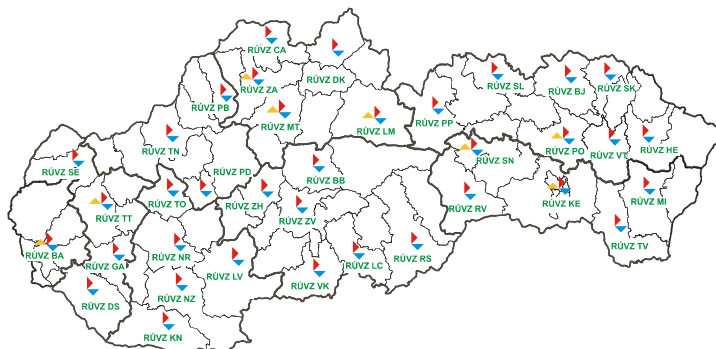 RÚVZ CA
RÚVZ ZA
RÚVZ DK
RÚVZ SL
RÚVZ BJ
RÚVZ SK
RÚVZ PB
RÚVZ MT
RÚVZ LM
RÚVZ PP
RÚVZ TN
RÚVZ PO
RÚVZ VT
RÚVZ HE
RÚVZ SE
RÚVZ PD
RÚVZ BB
RÚVZ SN
RÚVZ TT
RÚVZ TO
RÚVZ ZH
RÚVZ ZV
RÚVZ RV
RÚVZ KE
RÚVZ MI
RÚVZ BA
RÚVZ GA
RÚVZ NR
RÚVZ LV
RÚVZ LC
RÚVZ RS
RÚVZ TV
RÚVZ DS
RÚVZ NZ
RÚVZ VK
RÚVZ KN